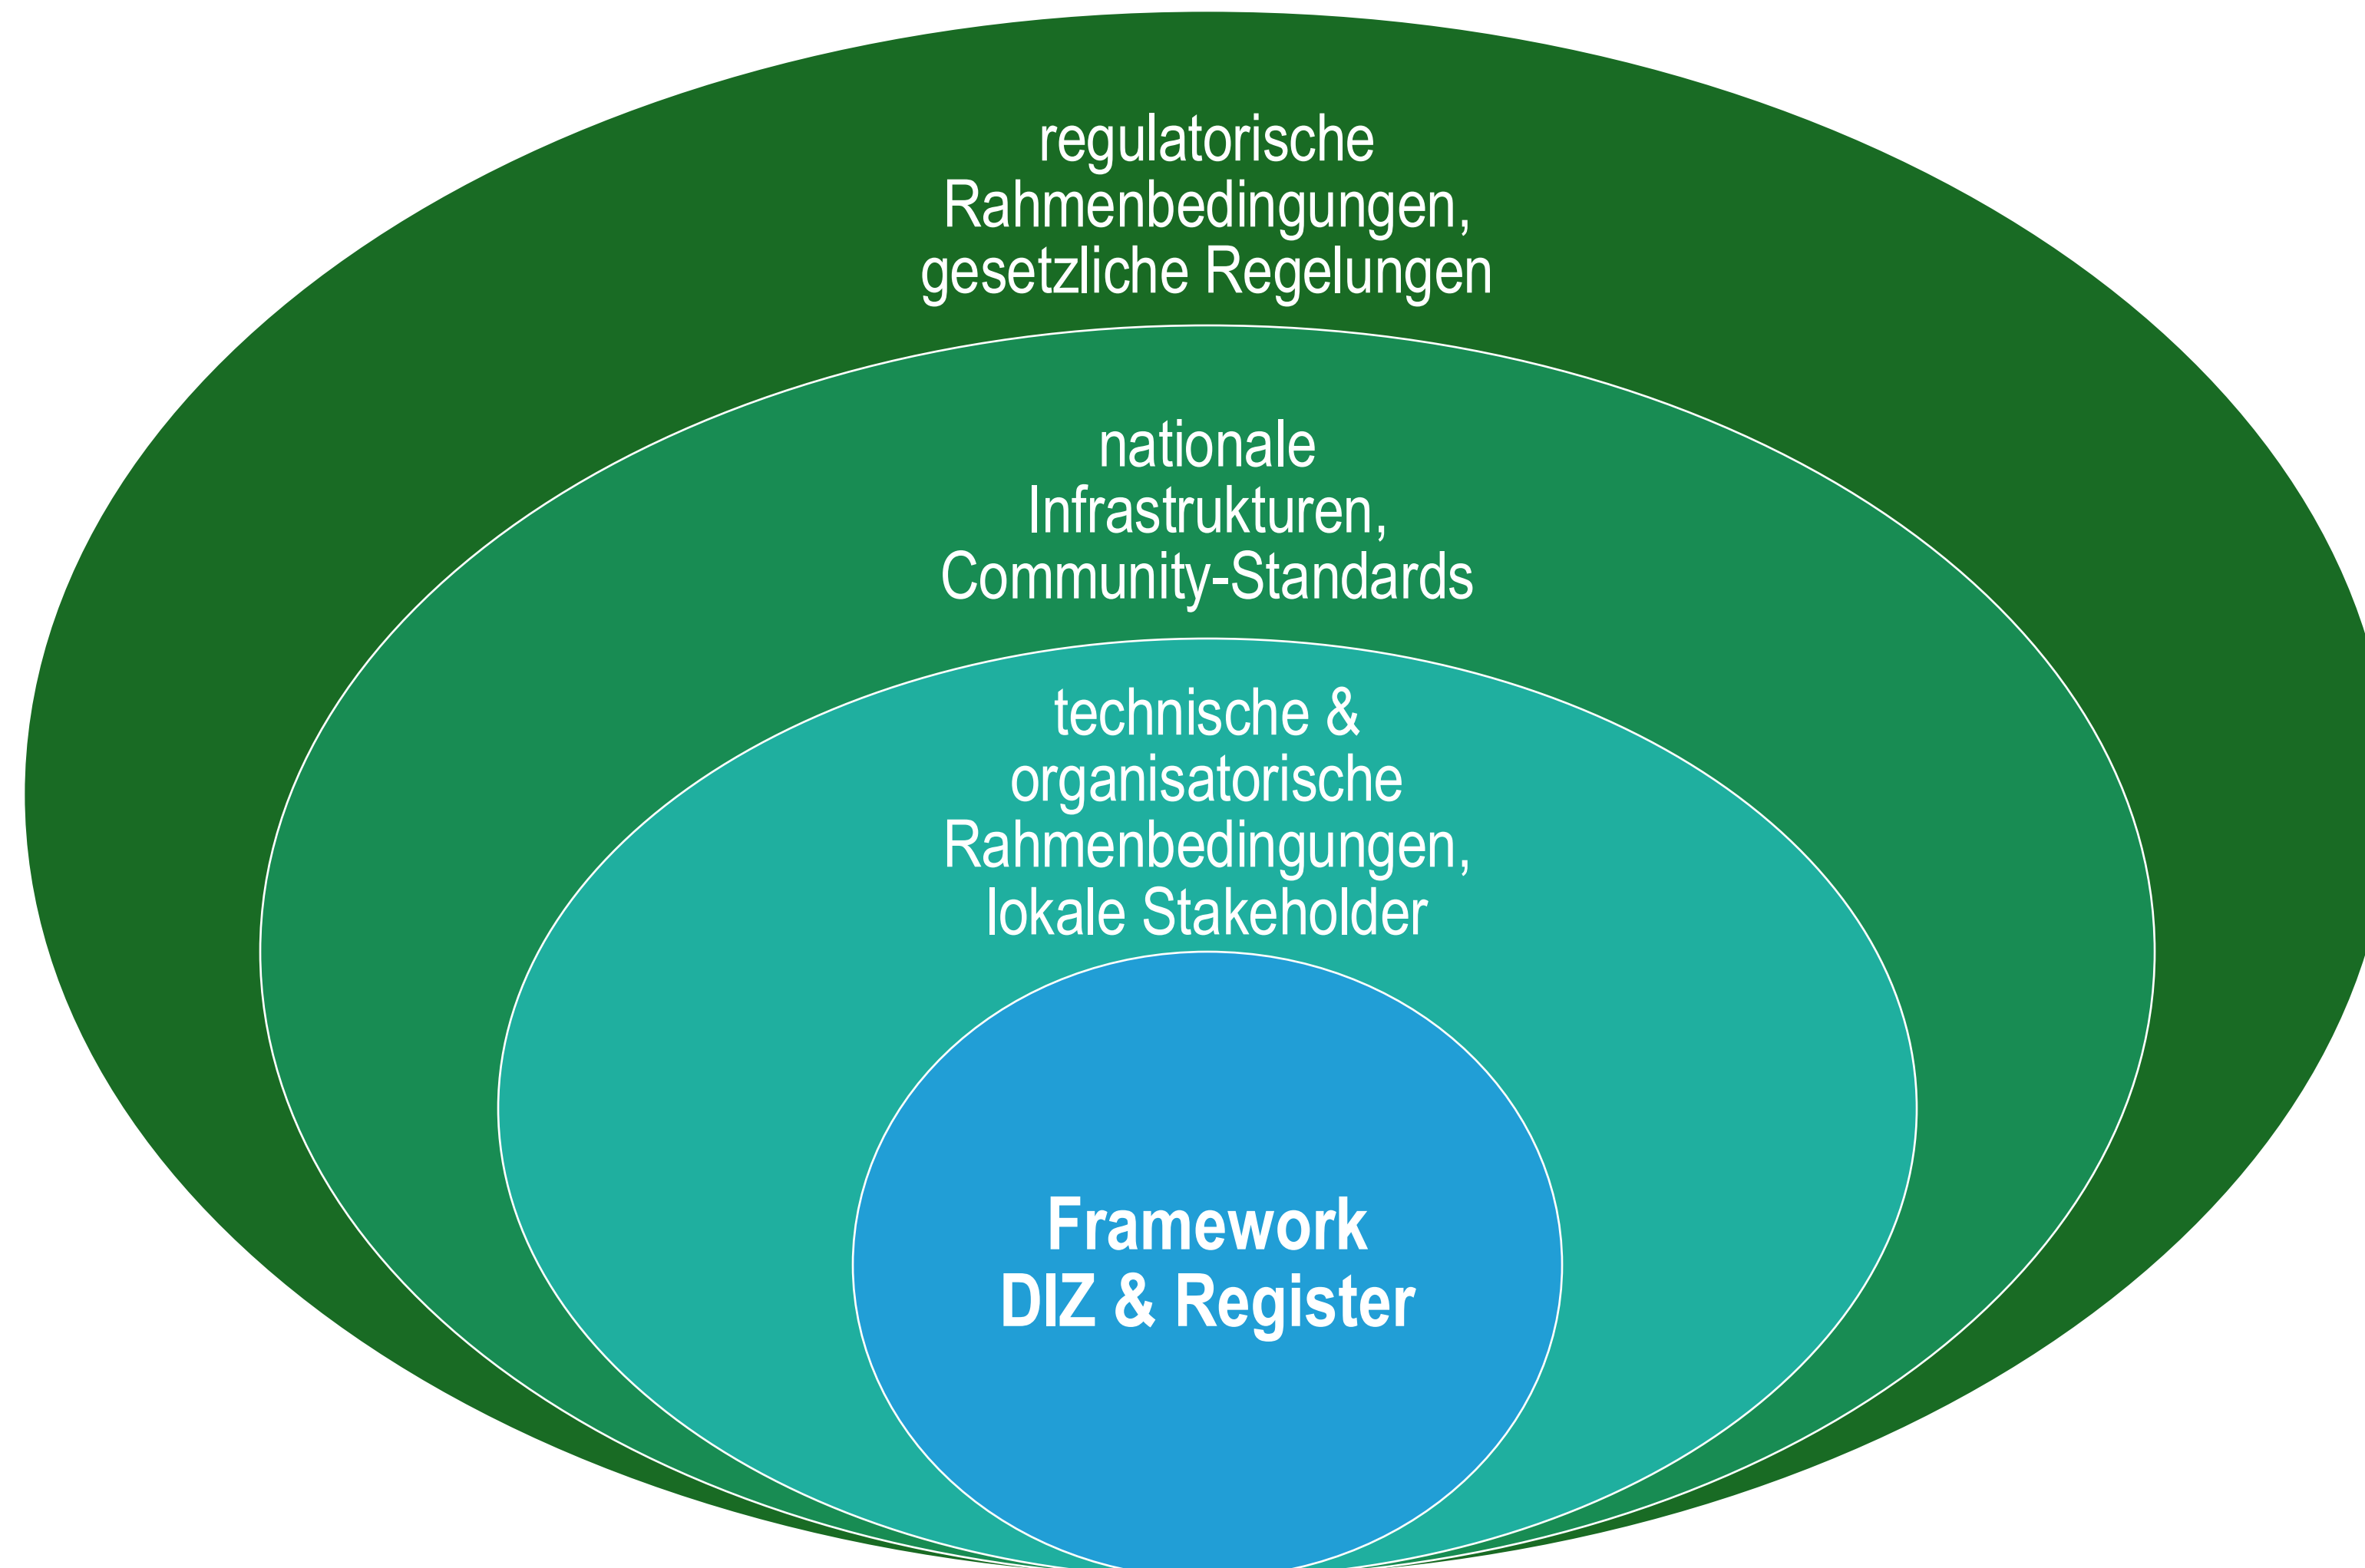 regulatorische
Rahmenbedingungen,
gesetzliche Regelungen
nationale
Infrastrukturen,
Community-Standards
technische &
organisatorische
Rahmenbedingungen,
lokale Stakeholder
Framework
DIZ & Register